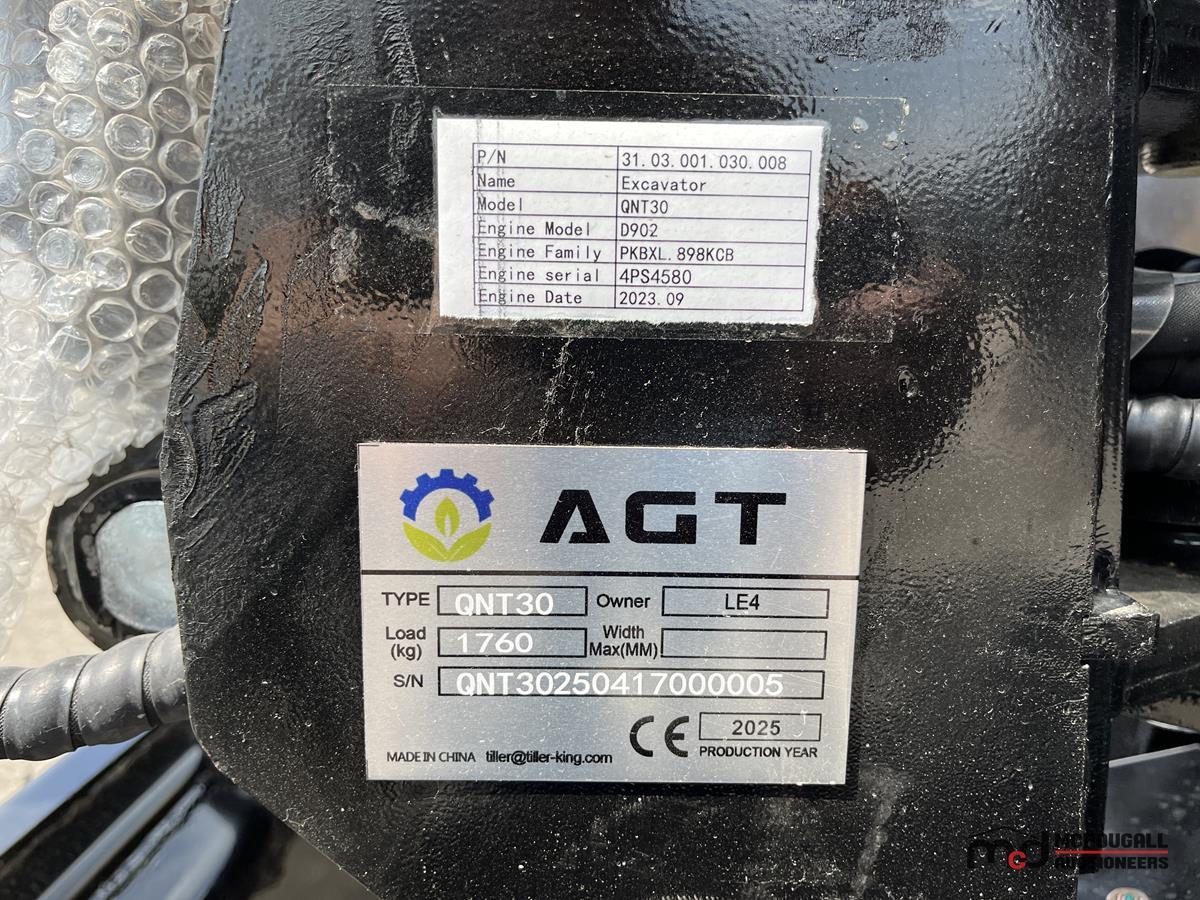 P/N 31.03.001.030.008
Name Excavator
Model QNT30
Engine Model D902
Engine Family PKBXL.898KCB
Engine serial 4PS4580
Engine Date 2023.09
AGT
TYPE QNT30 Owner LE4
Load (kg) 1760 Width Max(MM)
S/N QNT30250417000005
CE 2025
MADE IN CHINA tiller@tiller-king.com PRODUCTION YEAR
mcd MCDOUGALL
AUCTIONEERS